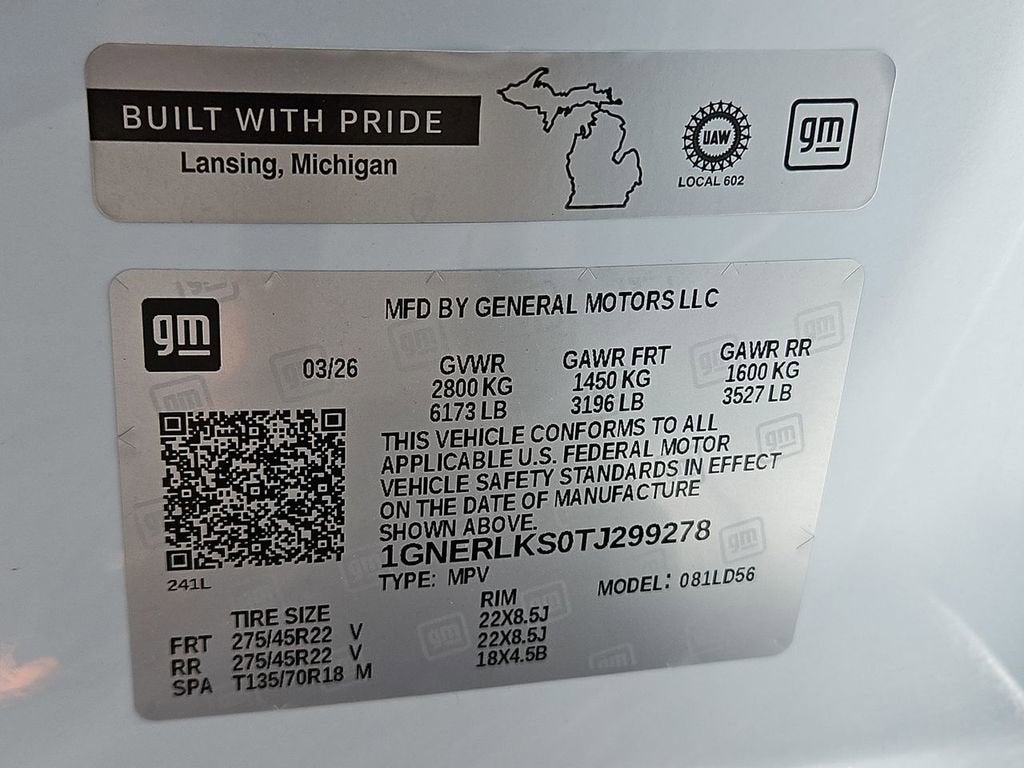 BUILT WITH PRIDE
Lansing, Michigan
UAW
LOCAL 602
gm
gm
MFD BY GENERAL MOTORS LLC
03/26
GVWR GAWR FRT GAWR RR
2800 KG 1450 KG 1600 KG
6173 LB 3196 LB 3527 LB
THIS VEHICLE CONFORMS TO ALL
APPLICABLE U.S. FEDERAL MOTOR
VEHICLE SAFETY STANDARDS IN EFFECT
ON THE DATE OF MANUFACTURE
SHOWN ABOVE.
1GNERLKS0TJ299278
241L
TYPE: MPV MODEL: 081LD56
TIRE SIZE RIM
FRT 275/45R22 V 22X8.5J
RR 275/45R22 V 22X8.5J
SPA T135/70R18 M 18X4.5B